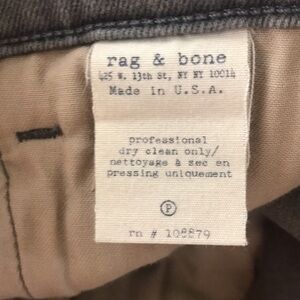 rag & bone
425 W. 13th St, NY NY 10014
Made in U.S.A.
professional
dry clean only/
nettoyage à sec en
pressing uniquement
P
rn # 108879